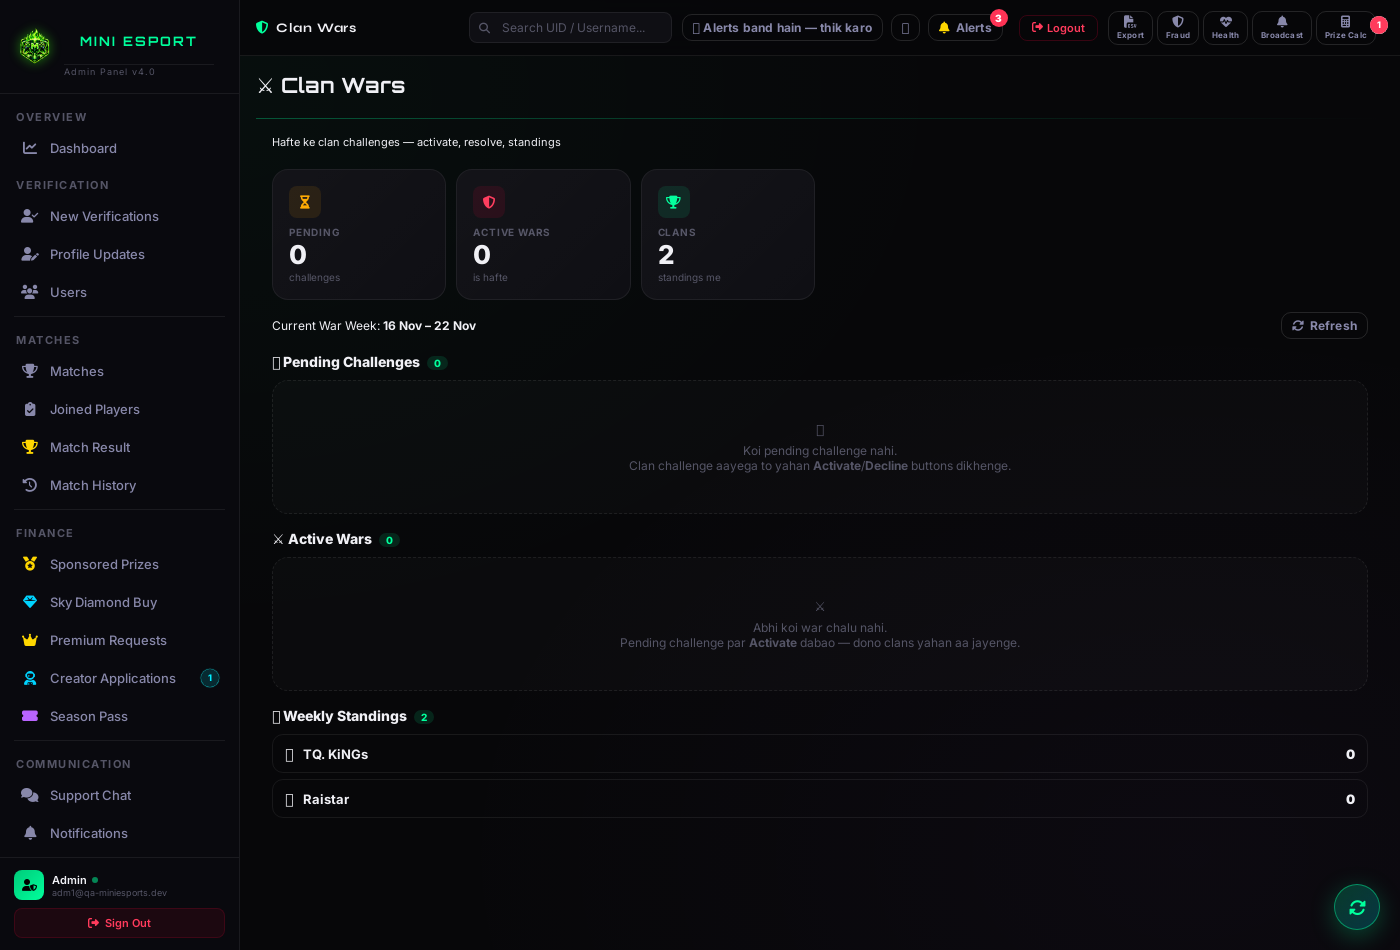 MINI ESPORT
Admin Panel v4.0
OVERVIEW
Dashboard
VERIFICATION
New Verifications
Profile Updates
Users
MATCHES
Matches
Joined Players
Match Result
Match History
FINANCE
Sponsored Prizes
Sky Diamond Buy
Premium Requests
Creator Applications 1
Season Pass
COMMUNICATION
Support Chat
Notifications
Admin
adm1@qa-miniesports.dev
Sign Out
Clan Wars
Search UID / Username...
Alerts band hain — thik karo
Alerts 3
Logout
Export
Fraud
Health
Broadcast
Prize Calc 1
⚔ Clan Wars
Hafte ke clan challenges — activate, resolve, standings
PENDING
0
challenges
ACTIVE WARS
0
is hafte
CLANS
2
standings me
Current War Week: 16 Nov – 22 Nov
Refresh
Pending Challenges 0
Koi pending challenge nahi.
Clan challenge aayega to yahan Activate/Decline buttons dikhenge.
⚔ Active Wars 0
⚔
Abhi koi war chalu nahi.
Pending challenge par Activate dabao — dono clans yahan aa jayenge.
Weekly Standings 2
TQ. KiNGs 0
Raistar 0